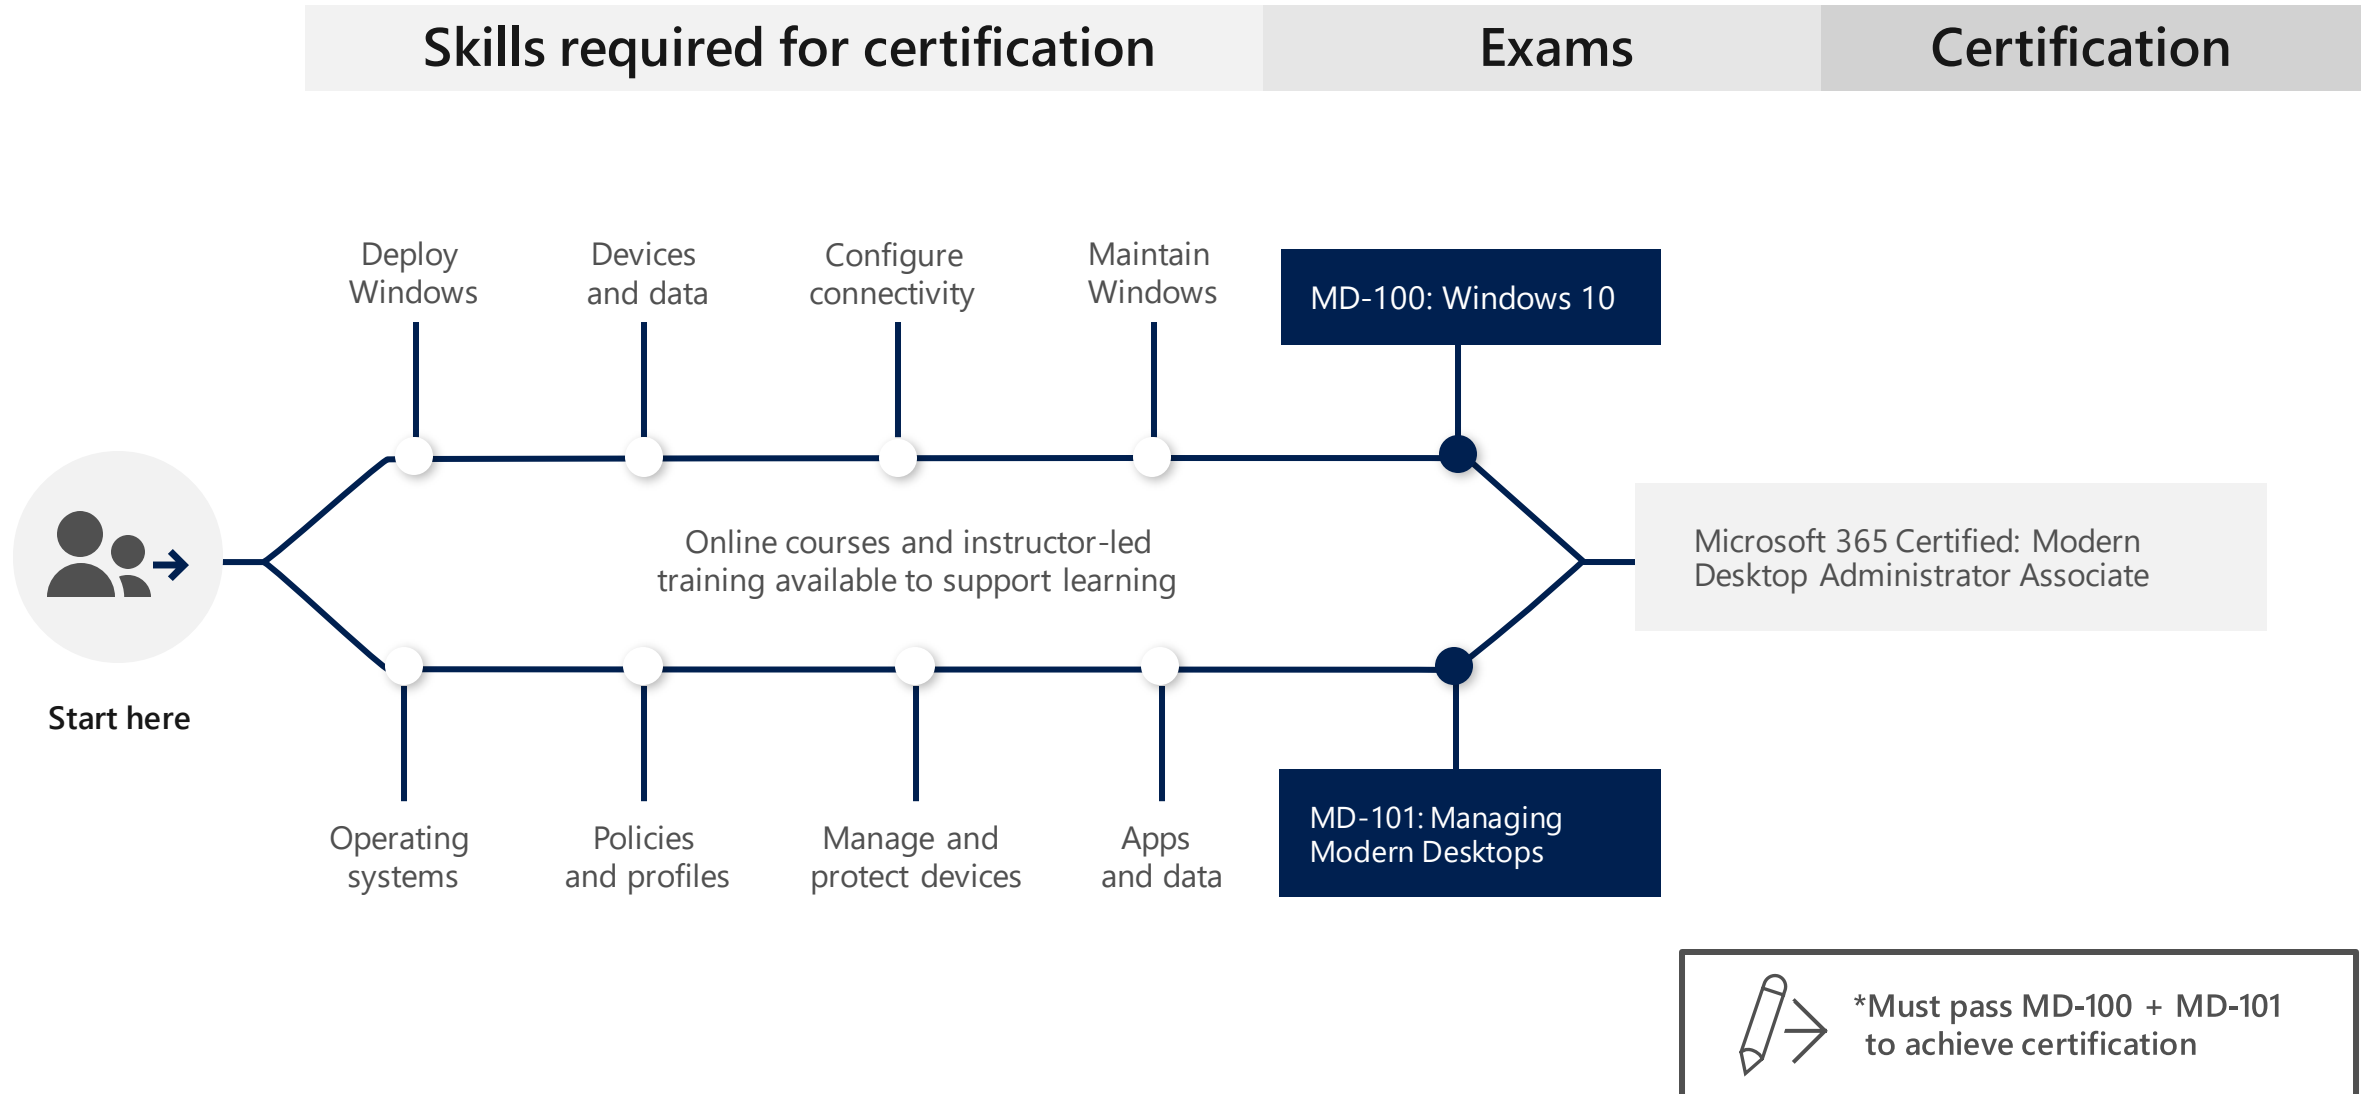 Skills required for certification
Exams
Certification
Deploy
Windows
Devices
and data
Configure
connectivity
Maintain
Windows
MD-100: Windows 10
Online courses and instructor-led
training available to support learning
Microsoft 365 Certified: Modern
Desktop Administrator Associate
Start here
Operating
systems
Policies
and profiles
Manage and
protect devices
Apps
and data
MD-101: Managing
Modern Desktops
*Must pass MD-100 + MD-101
to achieve certification